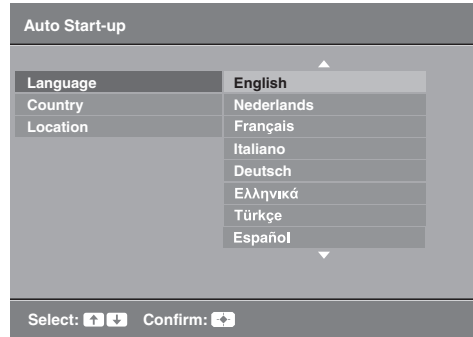 Auto Start-up
Language
Country
Location
English
Nederlands
Français
Italiano
Deutsch
Ελληνικά
Türkçe
Español
Select: Confirm: